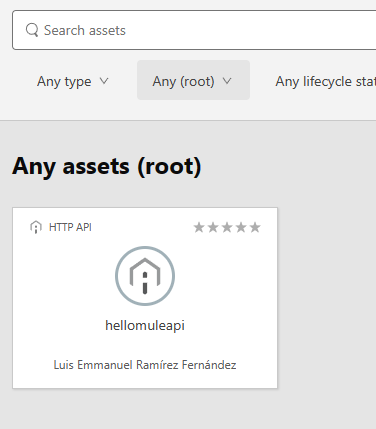 Search assets
Any type
Any (root)
Any lifecycle stat
Any assets (root)
HTTP API
hellomuleapi
Luis Emmanuel Ramírez Fernández